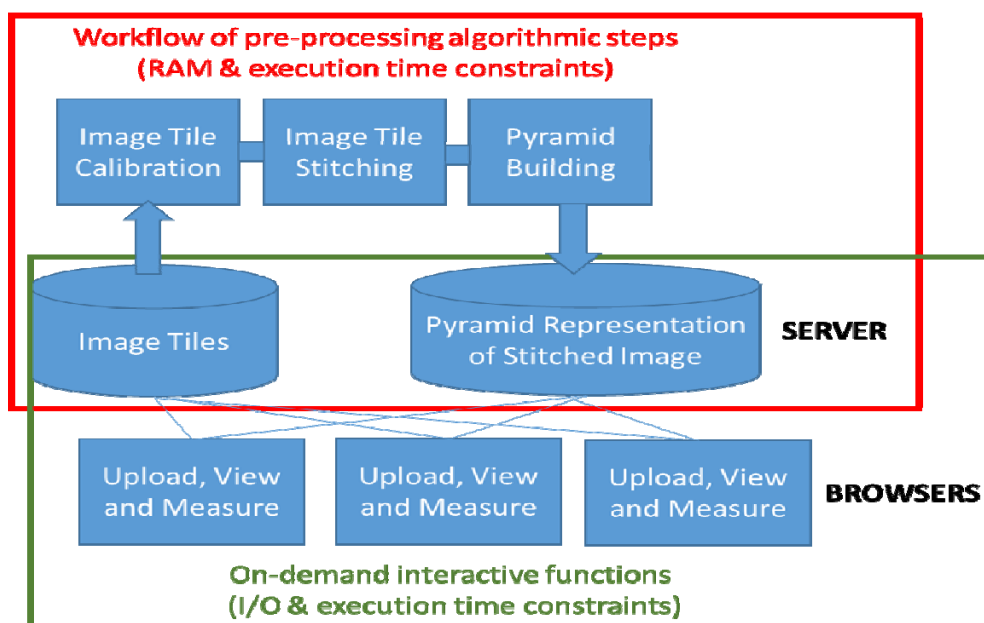 Workflow of pre-processing algorithmic steps
(RAM & execution time constraints)
Image Tile
Calibration
Image Tile
Stitching
Pyramid
Building
Image Tiles
Pyramid Representation
of Stitched Image
SERVER
Upload, View
and Measure
Upload, View
and Measure
Upload, View
and Measure
BROWSERS
On-demand interactive functions
(I/O & execution time constraints)